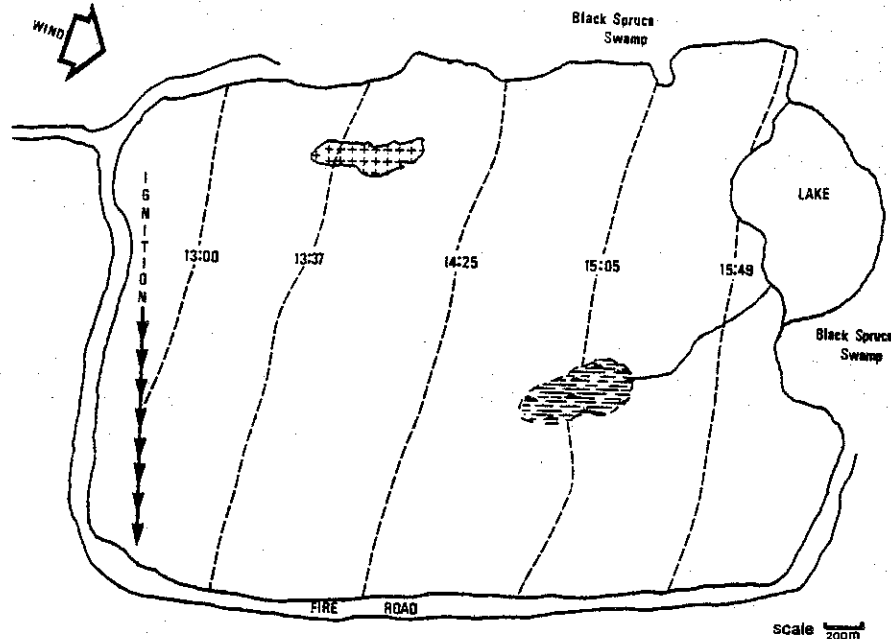 WIND
Black Spruce
Swamp
IGNITION
13:00
13:37
14:25
15:05
15:49
LAKE
Black Spruce
Swamp
FIRE ROAD
scale
200m